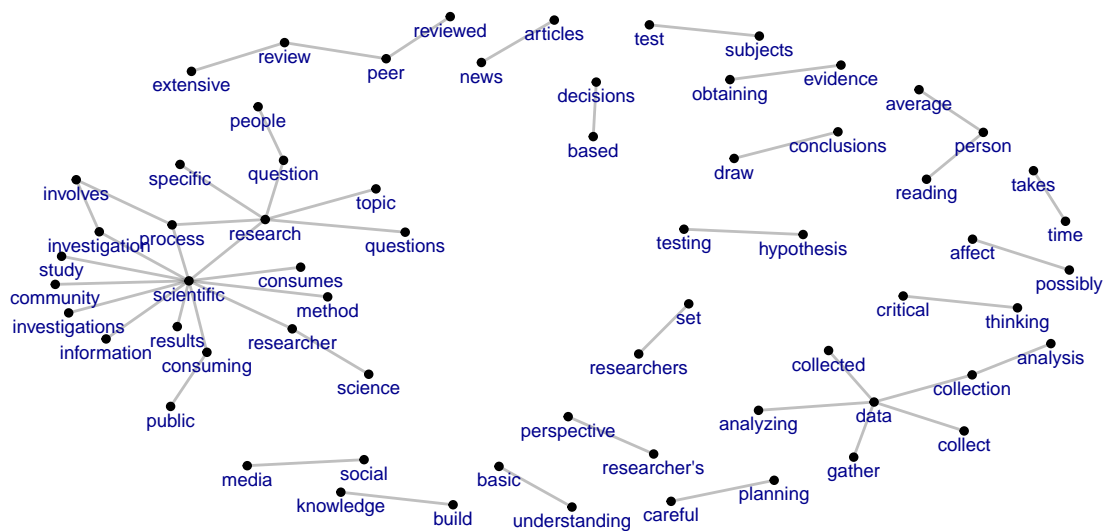 reviewed
articles
test
review
subjects
peer
news
extensive
evidence
decisions
obtaining
average
people
conclusions
based
person
draw
question
specific
involves
reading
takes
topic
research
process
questions
investigation
testing
hypothesis
time
study
affect
consumes
community
scientific
possibly
method
critical
investigations
set
thinking
results
researcher
information
analysis
researchers
collected
consuming
science
collection
public
data
analyzing
perspective
collect
researcher's
gather
media
social
basic
planning
knowledge
build
understanding
careful